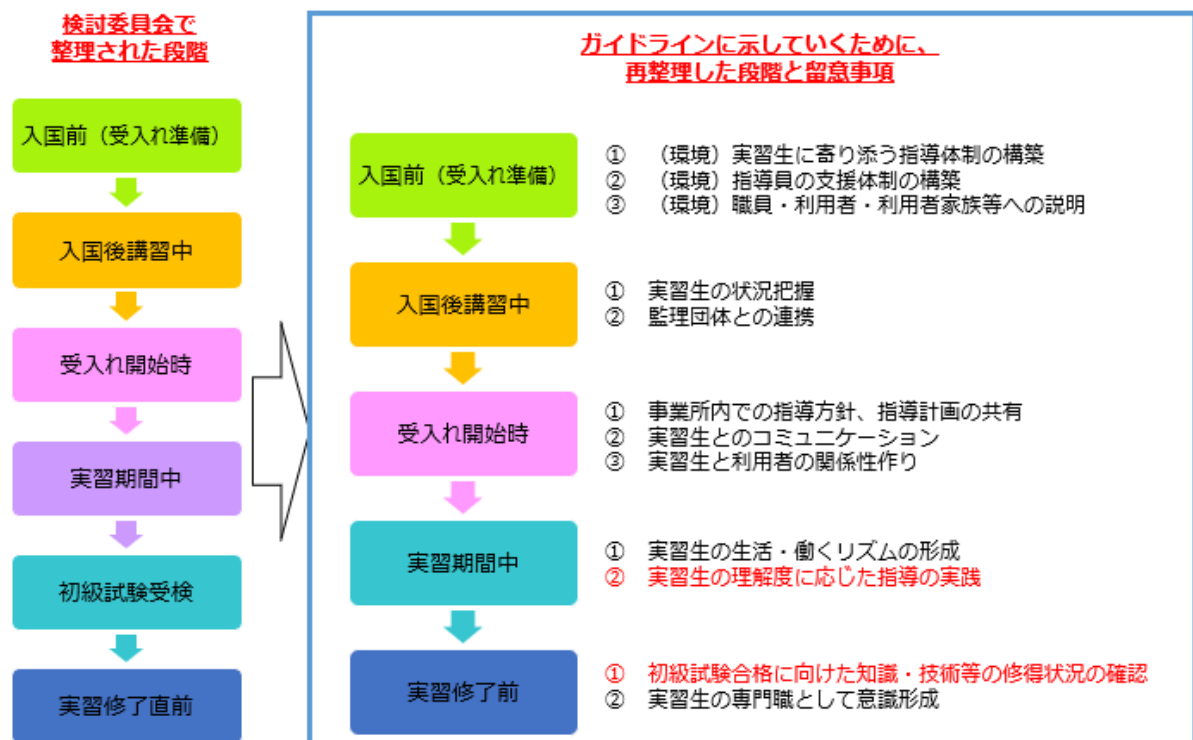 検討委員会で
整理された段階
入国前（受入れ準備）
入国後講習中
受入れ開始時
実習期間中
初級試験受検
実習修了直前
ガイドラインに示していくために、
再整理した段階と留意事項
入国前（受入れ準備）
① （環境）実習生に寄り添う指導体制の構築
② （環境）指導員の支援体制の構築
③ （環境）職員・利用者・利用者家族等への説明
入国後講習中
① 実習生の状況把握
② 監理団体との連携
受入れ開始時
① 事業所内での指導方針、指導計画の共有
② 実習生とのコミュニケーション
③ 実習生と利用者の関係性作り
実習期間中
① 実習生の生活・働くリズムの形成
② 実習生の理解度に応じた指導の実践
実習修了前
① 初級試験合格に向けた知識・技術等の修得状況の確認
② 実習生の専門職として意識形成